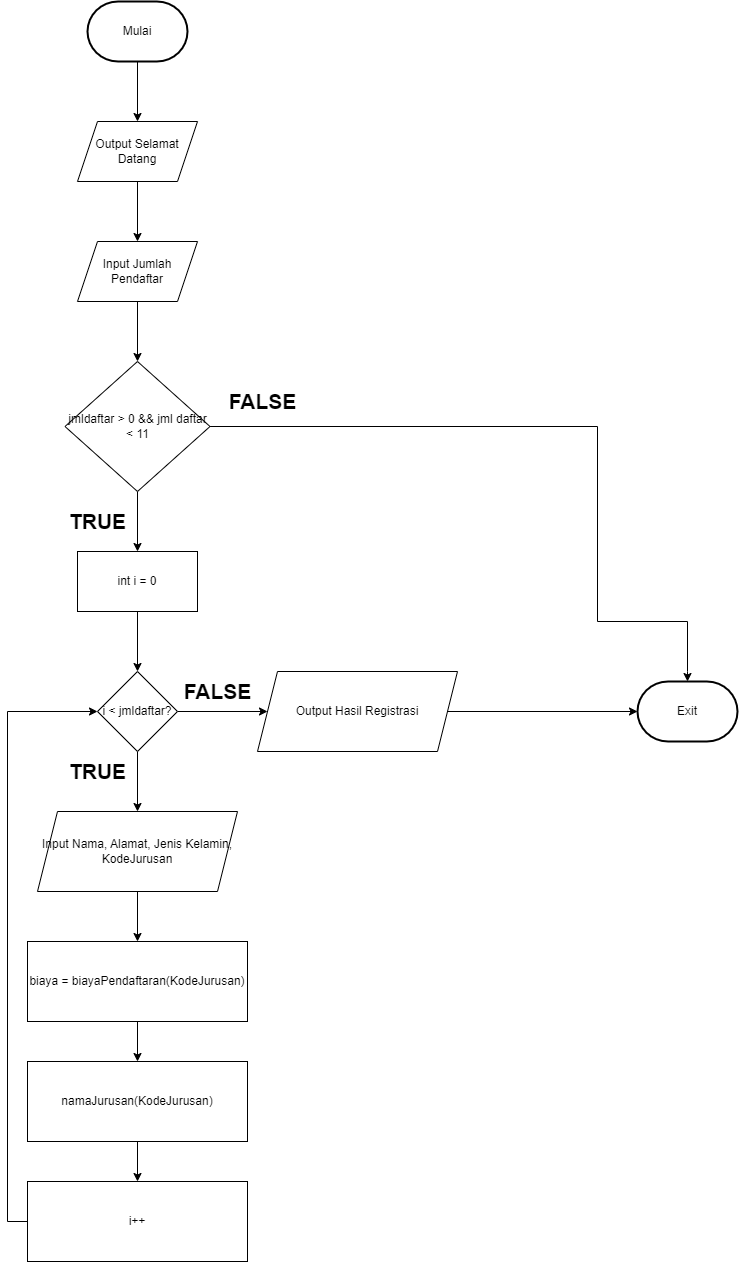 Mulai
Output Selamat
Datang
Input Jumlah
Pendaftar
jmldaftar > 0 && jml daftar
< 11
FALSE
TRUE
int i = 0
i < jmldaftar?
FALSE
Output Hasil Registrasi
Exit
TRUE
Input Nama, Alamat, Jenis Kelamin,
KodeJurusan
biaya = biayaPendaftaran(KodeJurusan)
namaJurusan(KodeJurusan)
i++